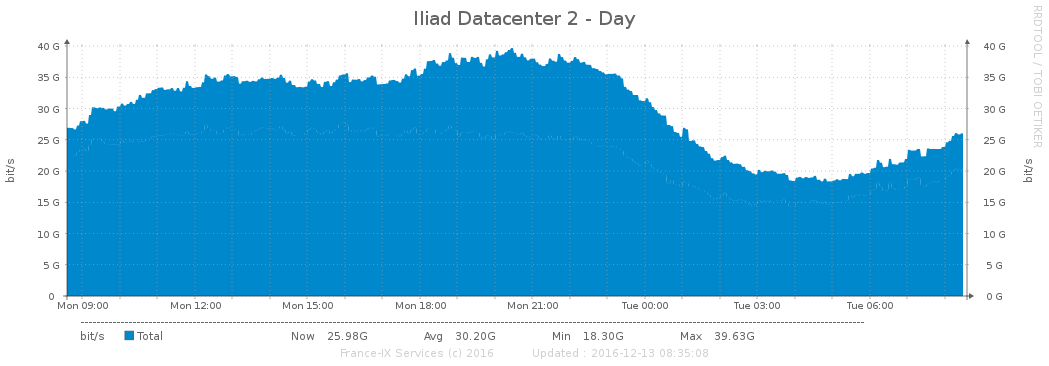 Iliad Datacenter 2 - Day
RRDTOOL / TOBI OETIKER
40 G 40 G
35 G 35 G
30 G 30 G
25 G 25 G
20 G 20 G
15 G 15 G
10 G 10 G
5 G 5 G
0 0 G
bit/s bit/s
Mon 09:00 Mon 12:00 Mon 15:00 Mon 18:00 Mon 21:00 Tue 00:00 Tue 03:00 Tue 06:00
bit/s Total Now 25.98G Avg 30.20G Min 18.30G Max 39.63G
France-IX Services (c) 2016 Updated : 2016-12-13 08:35:08